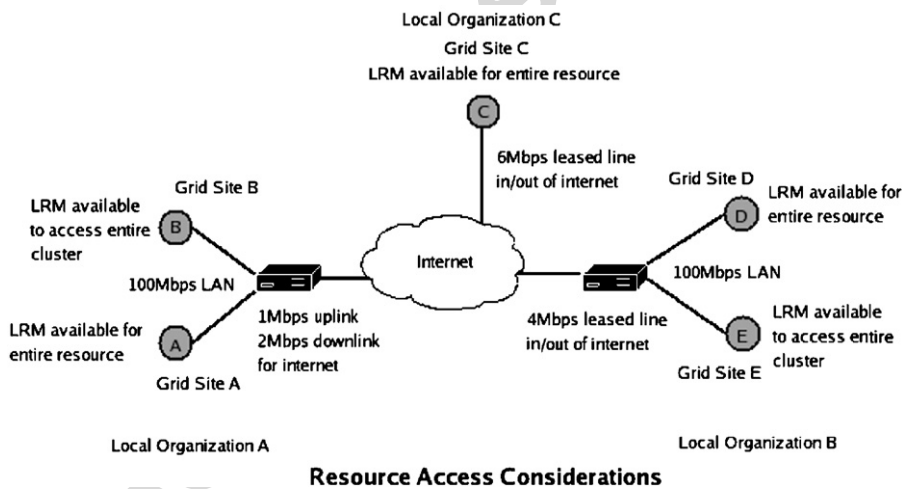 Local Organization C
Grid Site C
LRM available for entire resource
C
6Mbps leased line
in/out of internet
Grid Site B
LRM available
to access entire
cluster
B
100Mbps LAN
LRM available for
entire resource
A
Grid Site A
1Mbps uplink
2Mbps downlink
for internet
Internet
4Mbps leased line
in/out of internet
Grid Site D
LRM available for
entire resource
D
100Mbps LAN
LRM available
to access entire
cluster
E
Grid Site E
Local Organization A
Local Organization B
Resource Access Considerations